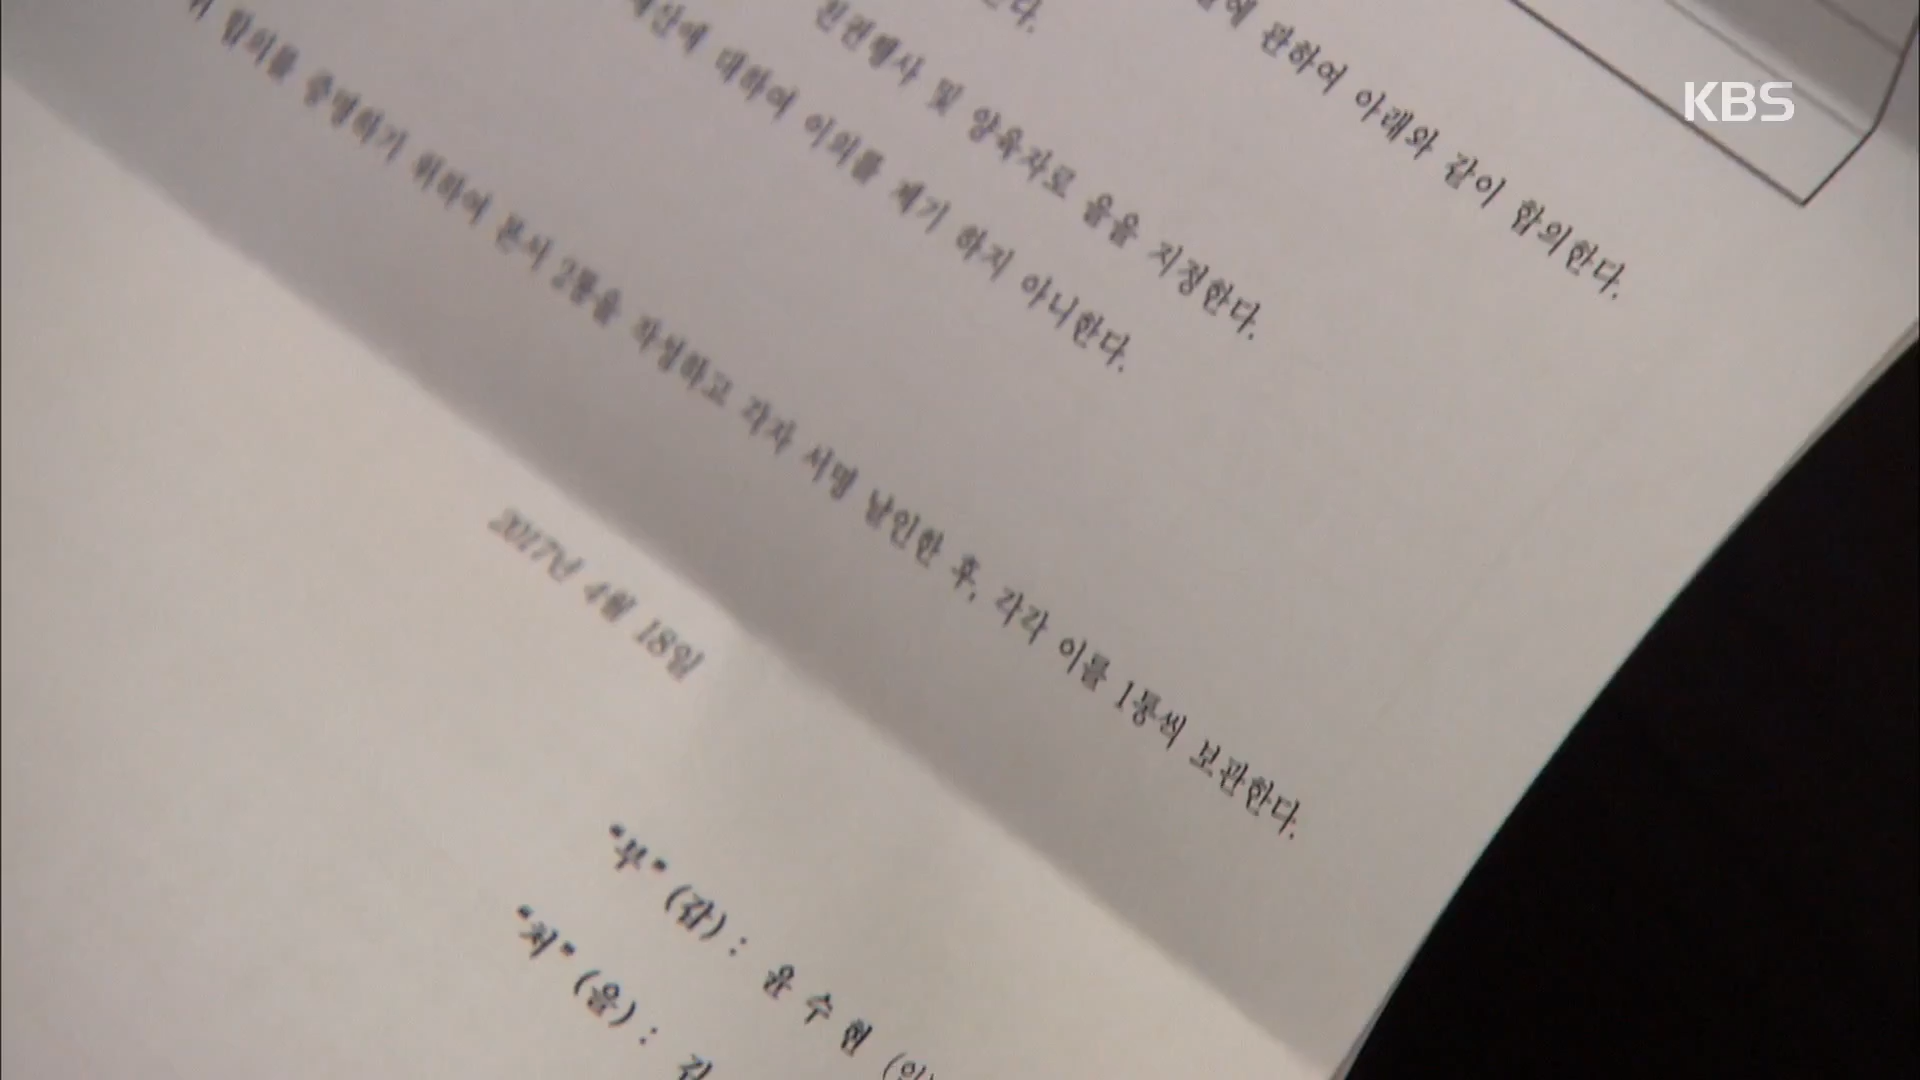 KBS
관하여 아래와 같이 합의한다.
친권행사 및 양육자로 을을 지정한다.
대하여 이의를 제기 하지 아니한다.
위 합의를 증명하기 위하여 본서 2통을 작성하고 각자 서명 날인한 후, 각각 이를 1통씩 보관한다.
2017년 4월 18일
"부" (갑) : 윤 수 현 (인)
"처" (을) : 김